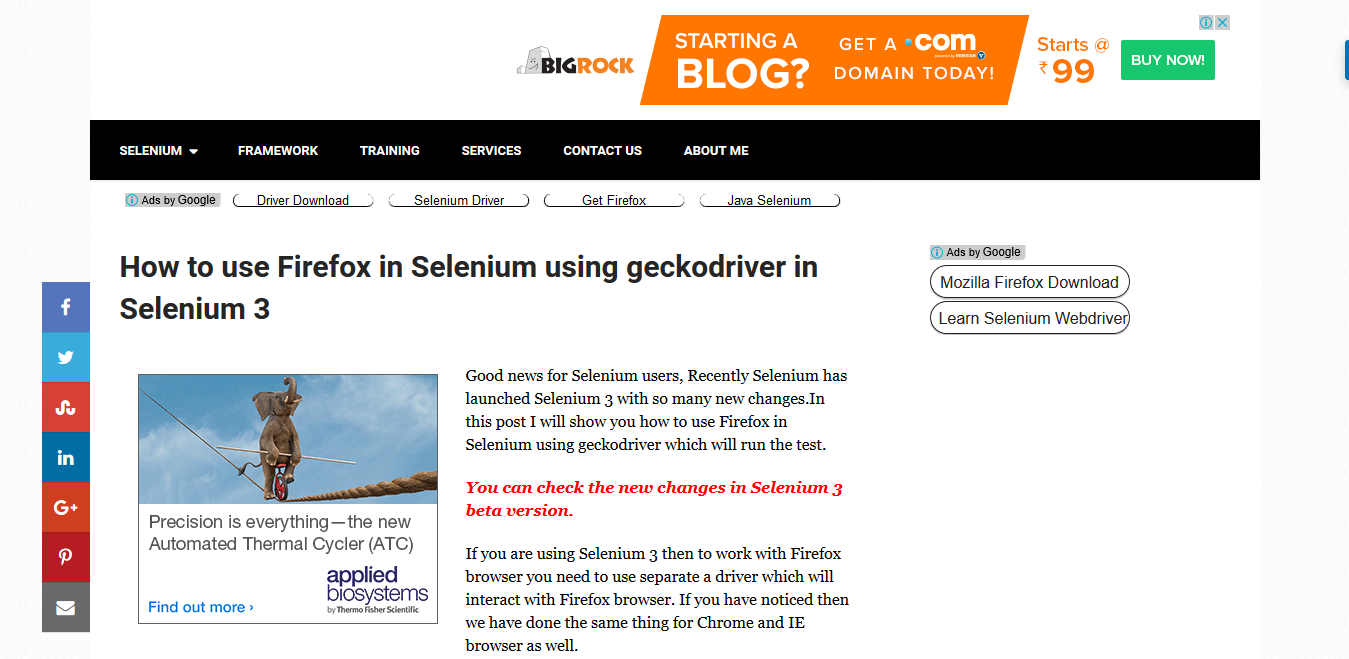 BIGROCK
STARTING A
BLOG?
GET A .com
DOMAIN TODAY!
Starts @
₹99
BUY NOW!
SELENIUM FRAMEWORK TRAINING SERVICES CONTACT US ABOUT ME
Ads by Google Driver Download Selenium Driver Get Firefox Java Selenium
How to use Firefox in Selenium using geckodriver in
Selenium 3
Precision is everything—the new
Automated Thermal Cycler (ATC)
applied
biosystems
by Thermo Fisher Scientific
Find out more ›
Good news for Selenium users, Recently Selenium has
launched Selenium 3 with so many new changes.In
this post I will show you how to use Firefox in
Selenium using geckodriver which will run the test.
You can check the new changes in Selenium 3
beta version.
If you are using Selenium 3 then to work with Firefox
browser you need to use separate a driver which will
interact with Firefox browser. If you have noticed then
we have done the same thing for Chrome and IE
browser as well.
Ads by Google
Mozilla Firefox Download
Learn Selenium Webdriver
f
in
G+